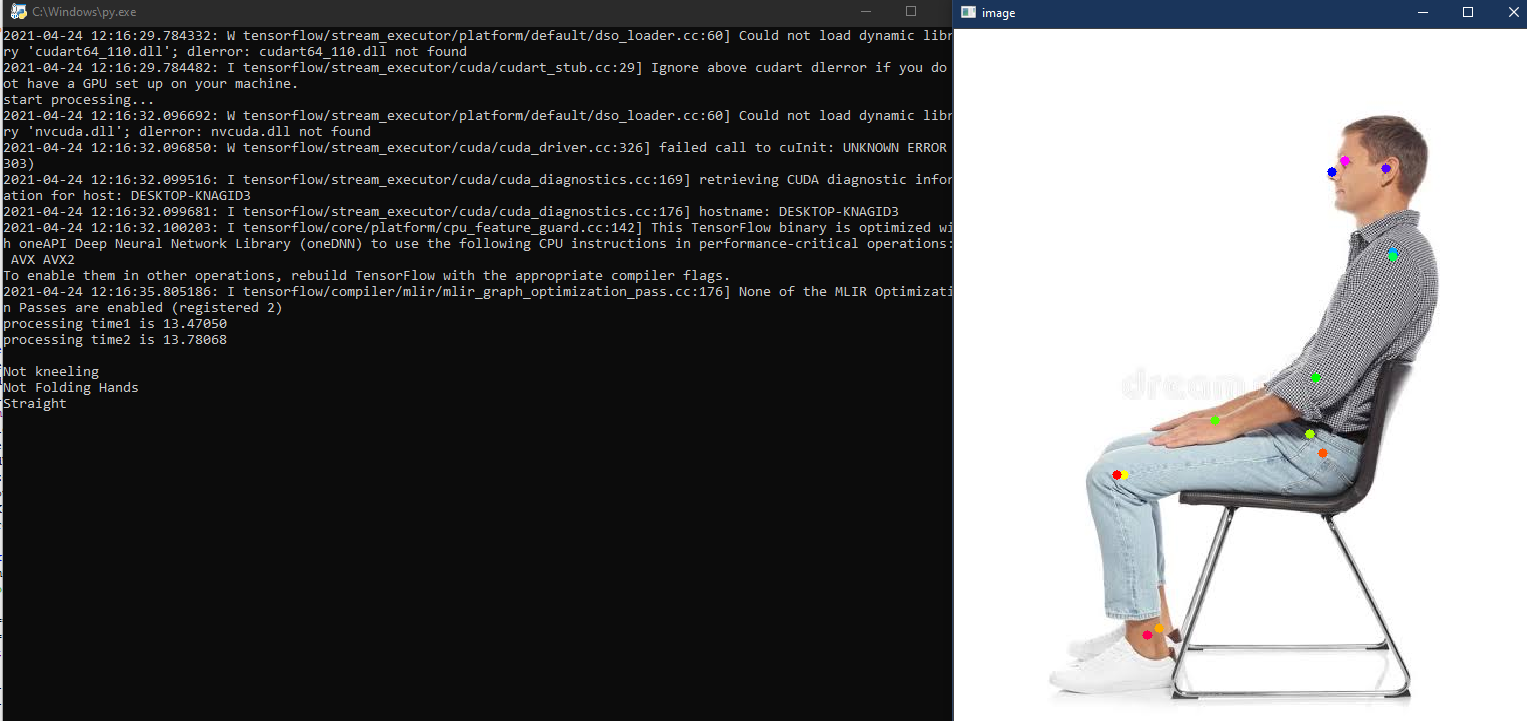 C:\Windows\py.exe
2021-04-24 12:16:29.784332: W tensorflow/stream_executor/platform/default/dso_loader.cc:60] Could not load dynamic libr
ry 'cudart64_110.dll'; dlerror: cudart64_110.dll not found
2021-04-24 12:16:29.784482: I tensorflow/stream_executor/cuda/cudart_stub.cc:29] Ignore above cudart dlerror if you do
ot have a GPU set up on your machine.
start processing...
2021-04-24 12:16:32.096692: W tensorflow/stream_executor/platform/default/dso_loader.cc:60] Could not load dynamic libr
ry 'nvcuda.dll'; dlerror: nvcuda.dll not found
2021-04-24 12:16:32.096850: W tensorflow/stream_executor/cuda/cuda_driver.cc:326] failed call to cuInit: UNKNOWN ERROR
303)
2021-04-24 12:16:32.099516: I tensorflow/stream_executor/cuda/cuda_diagnostics.cc:169] retrieving CUDA diagnostic infor
ation for host: DESKTOP-KNAGID3
2021-04-24 12:16:32.099681: I tensorflow/stream_executor/cuda/cuda_diagnostics.cc:176] hostname: DESKTOP-KNAGID3
2021-04-24 12:16:32.100203: I tensorflow/core/platform/cpu_feature_guard.cc:142] This TensorFlow binary is optimized wi
h oneAPI Deep Neural Network Library (oneDNN) to use the following CPU instructions in performance-critical operations:
AVX AVX2
To enable them in other operations, rebuild TensorFlow with the appropriate compiler flags.
2021-04-24 12:16:35.805186: I tensorflow/compiler/mlir/mlir_graph_optimization_pass.cc:176] None of the MLIR Optimizati
n Passes are enabled (registered 2)
processing time1 is 13.47050
processing time2 is 13.78068
Not kneeling
Not Folding Hands
Straight
image
dream